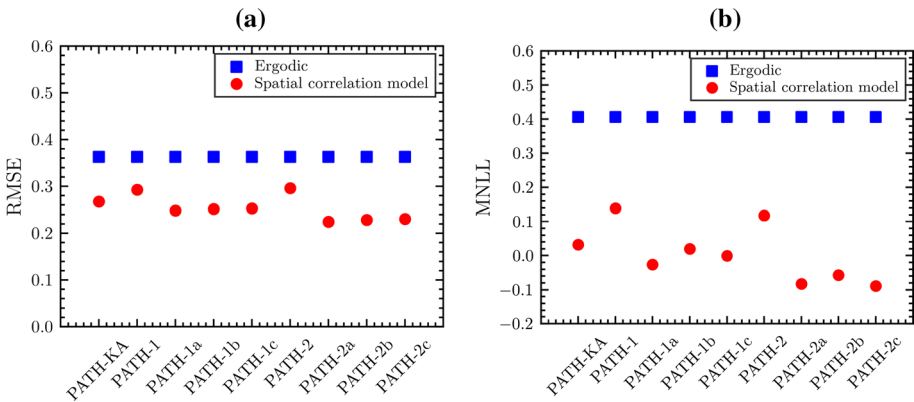 (a)
0.6
0.5
0.4
0.3
0.2
0.1
0.0
RMSE
Ergodic
Spatial correlation model
PATH-KA
PATH-1
PATH-1a
PATH-1b
PATH-1c
PATH-2
PATH-2a
PATH-2b
PATH-2c
(b)
0.6
0.5
0.4
0.3
0.2
0.1
0.0
−0.1
−0.2
MNLL
Ergodic
Spatial correlation model
PATH-KA
PATH-1
PATH-1a
PATH-1b
PATH-1c
PATH-2
PATH-2a
PATH-2b
PATH-2c